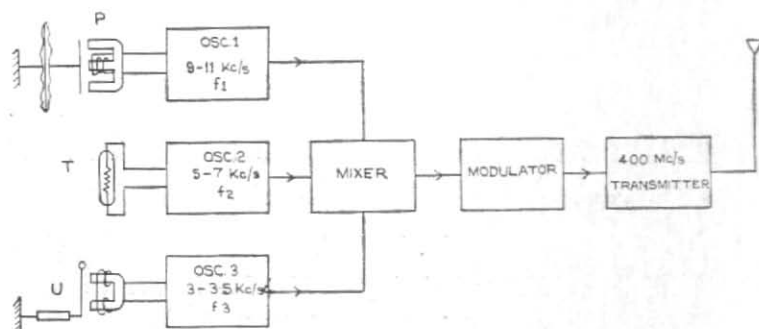 P
OSC.1
9-11 Kc/s
f1
T
OSC.2
5-7 Kc/s
f2
MIXER
MODULATOR
400 Mc/s
TRANSMITTER
U
OSC. 3
3-3.5 Kc/s
f3